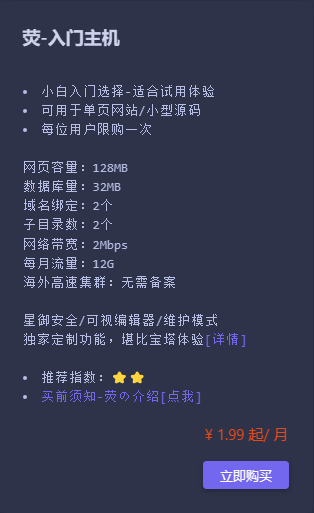 荧-入门主机
• 小白入门选择-适合试用体验
• 可用于单页网站/小型源码
• 每位用户限购一次
网页容量：128MB
数据库量：32MB
域名绑定：2个
子目录数：2个
网络带宽：2Mbps
每月流量：12G
海外高速集群：无需备案
星御安全/可视编辑器/维护模式
独家定制功能，堪比宝塔体验[详情]
• 推荐指数：⭐⭐
• 买前须知-荧の介绍[点我]
¥ 1.99 起/ 月
立即购买